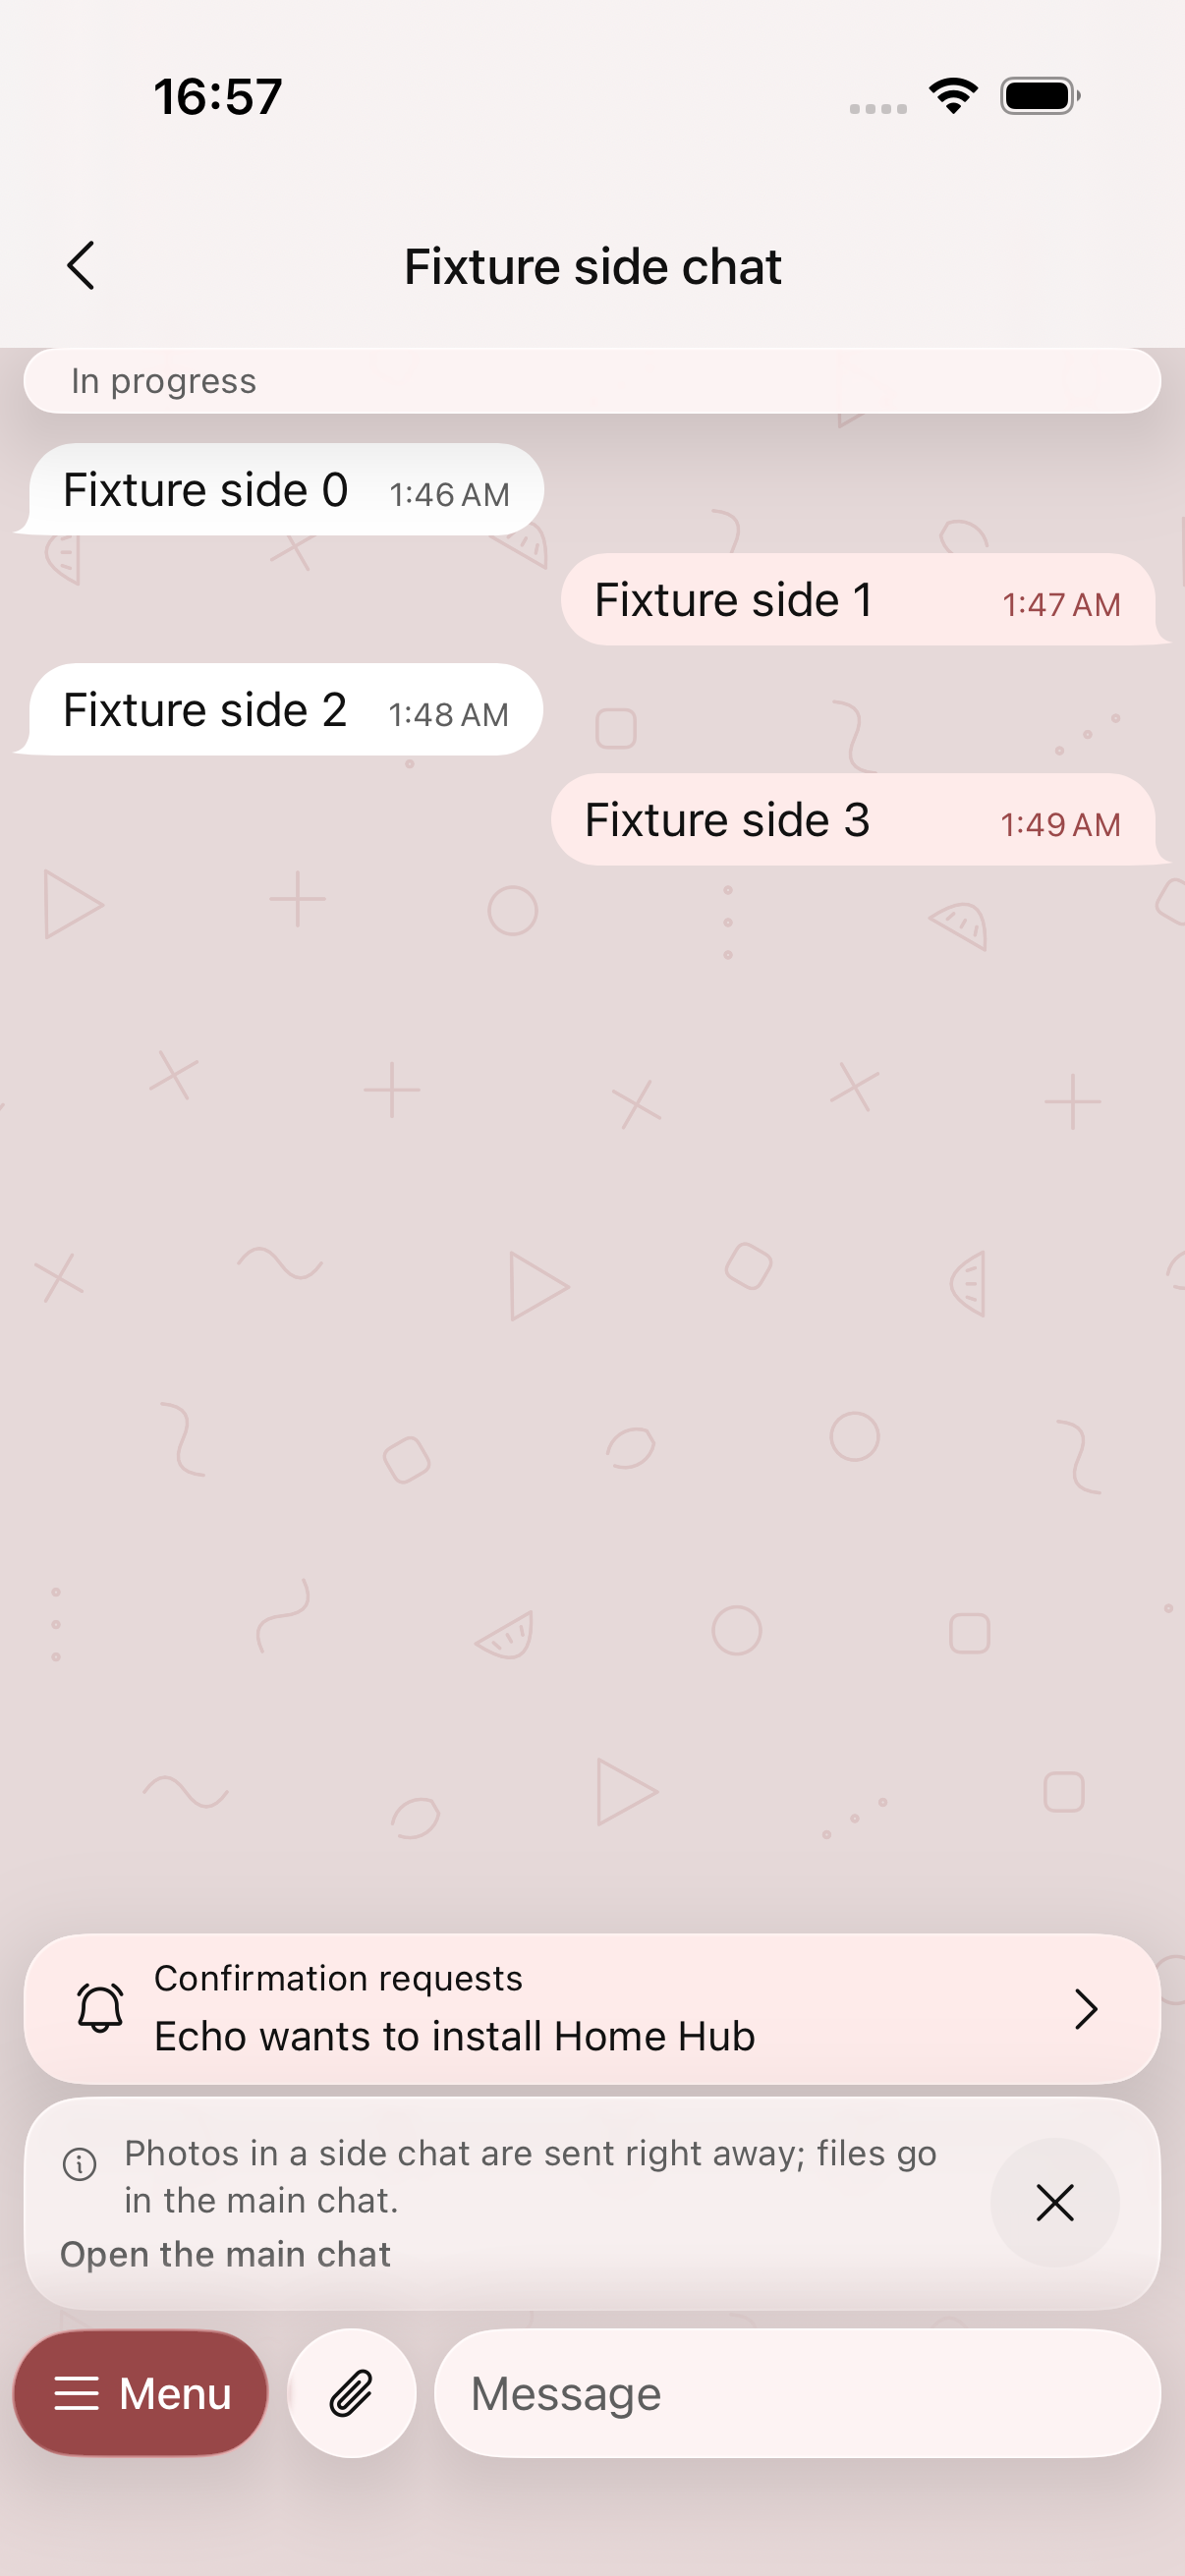 16:57
Fixture side chat
In progress
Fixture side 0 1:46 AM
Fixture side 1 1:47 AM
Fixture side 2 1:48 AM
Fixture side 3 1:49 AM
Confirmation requests
Echo wants to install Home Hub
Photos in a side chat are sent right away; files go
in the main chat.
Open the main chat
Menu
Message